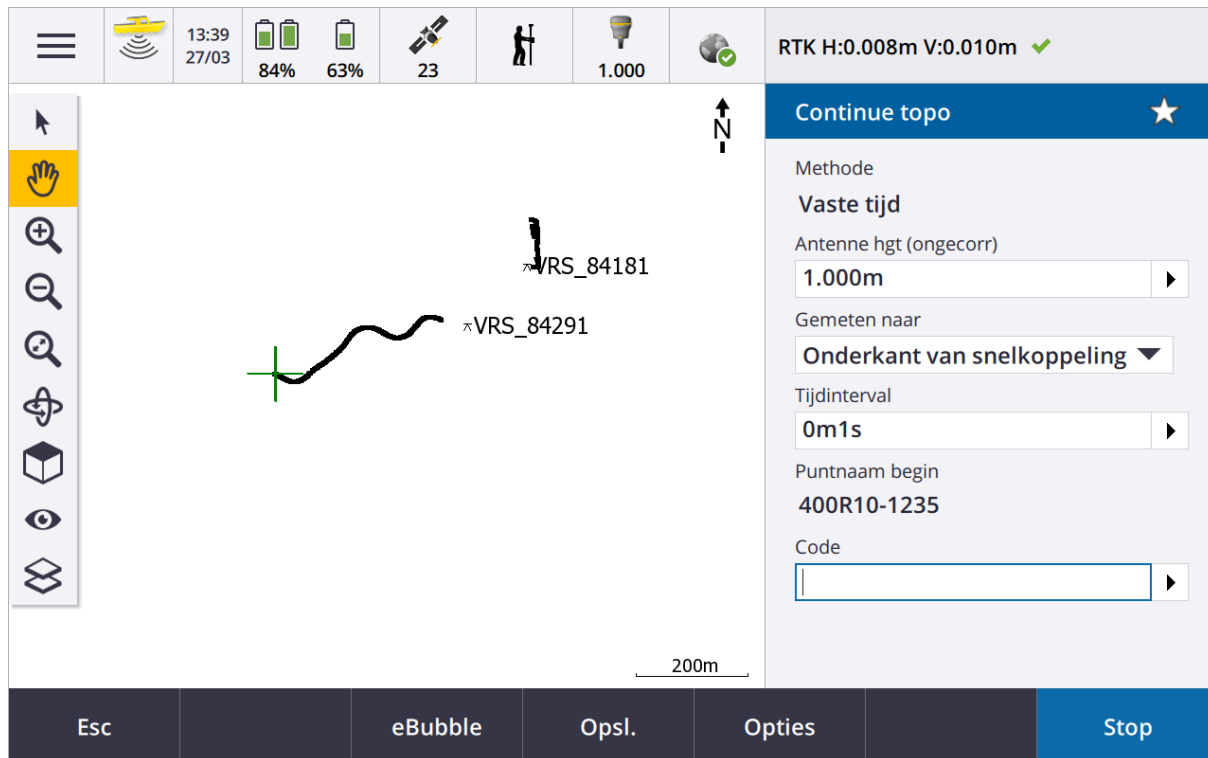 13:39
27/03
84%
63%
23
1.000
RTK H:0.008m V:0.010m
N
VRS_84181
VRS_84291
200m
Continue topo
Methode
Vaste tijd
Antenne hgt (ongecorr)
1.000m
Gemeten naar
Onderkant van snelkoppeling
Tijdinterval
0m1s
Puntnaam begin
400R10-1235
Code
Esc
eBubble
Opsl.
Opties
Stop